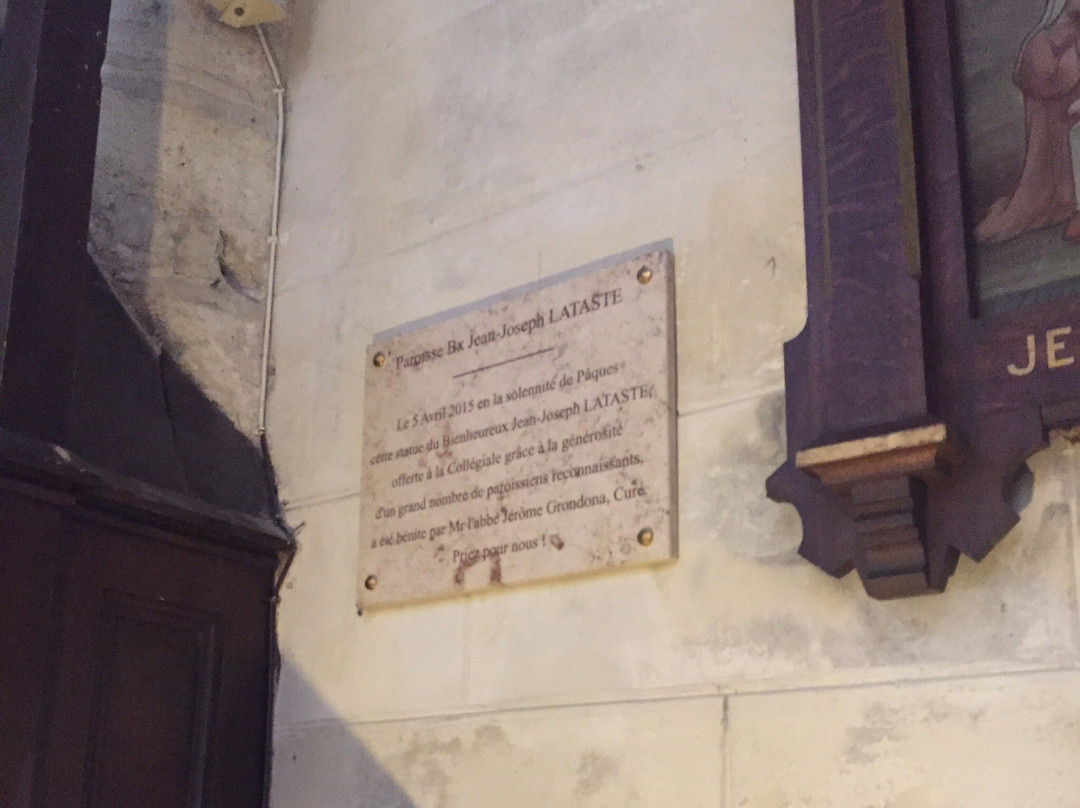 Paroisse Bx Jean-Joseph LATASTE
Le 5 Avril 2015 en la solennité de Pâques
cette statue du Bienheureux Jean-Joseph LATASTE,
offerte à la Collégiale grâce à la générosité
d'un grand nombre de paroissiens reconnaissants,
a été bénite par Mr l'abbé Jérôme Grondona, Curé.
Priez pour nous !
JE